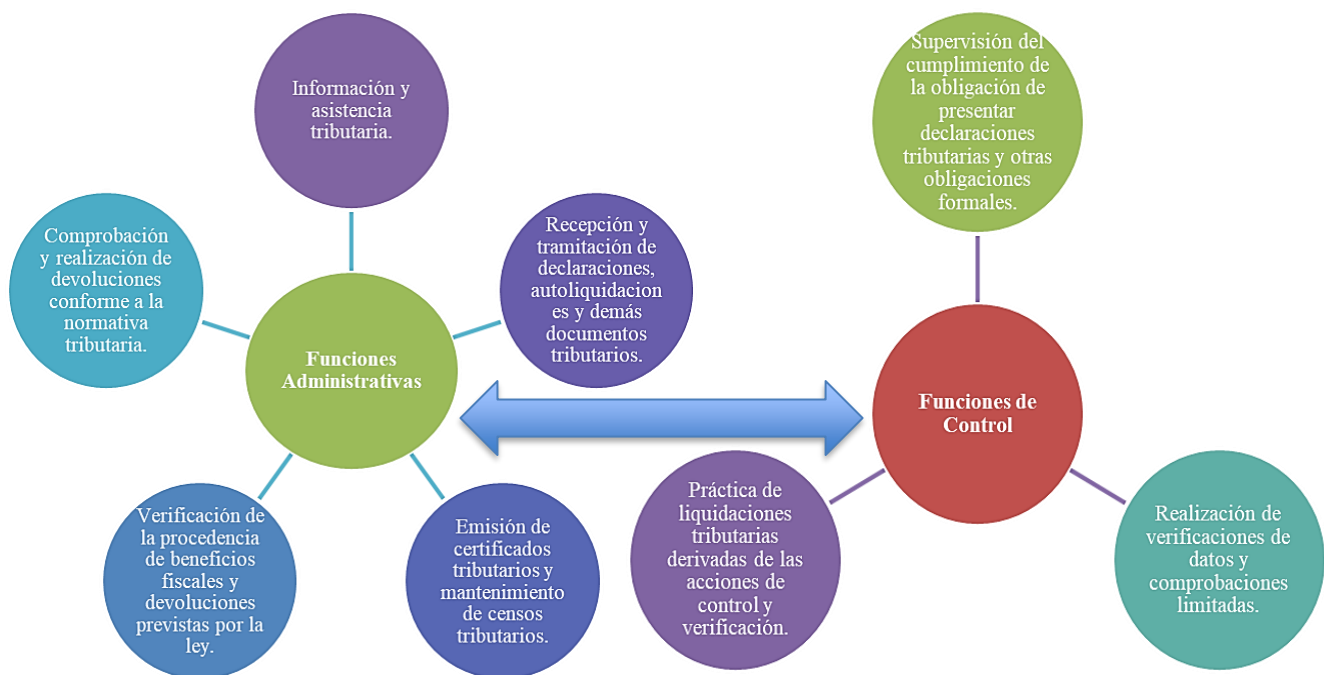 Información y
asistencia
tributaria.
Supervisión del
cumplimiento de
la obligación de
presentar
declaraciones
tributarias y otras
obligaciones
formales.
Comprobación
y realización de
devoluciones
conforme a la
normativa
tributaria.
Recepción y
tramitación de
declaraciones,
autoliquidacion
es y demás
documentos
tributarios.
Funciones
Administrativas
Funciones de
Control
Verificación de
la procedencia
de beneficios
fiscales y
devoluciones
previstas por la
ley.
Emisión de
certificados
tributarios y
mantenimiento
de censos
tributarios.
Práctica de
liquidaciones
tributarias
derivadas de las
acciones de
control y
verificación.
Realización de
verificaciones de
datos y
comprobaciones
limitadas.